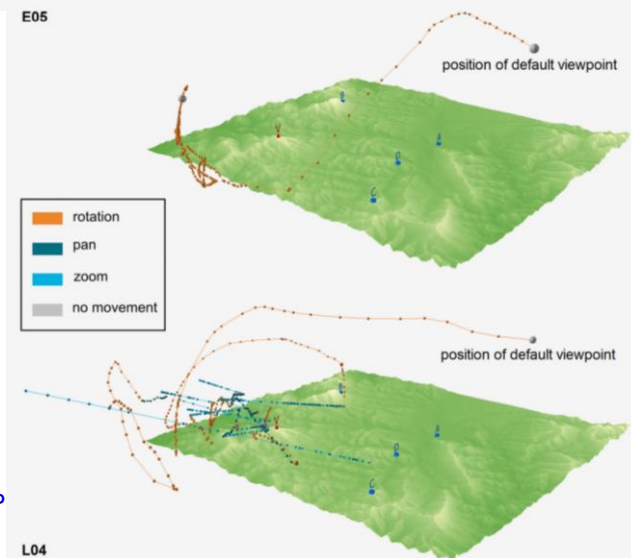 E05
position of default viewpoint
B
V
A
D
C
rotation
pan
zoom
no movement
position of default viewpoint
B
V
A
D
C
L04